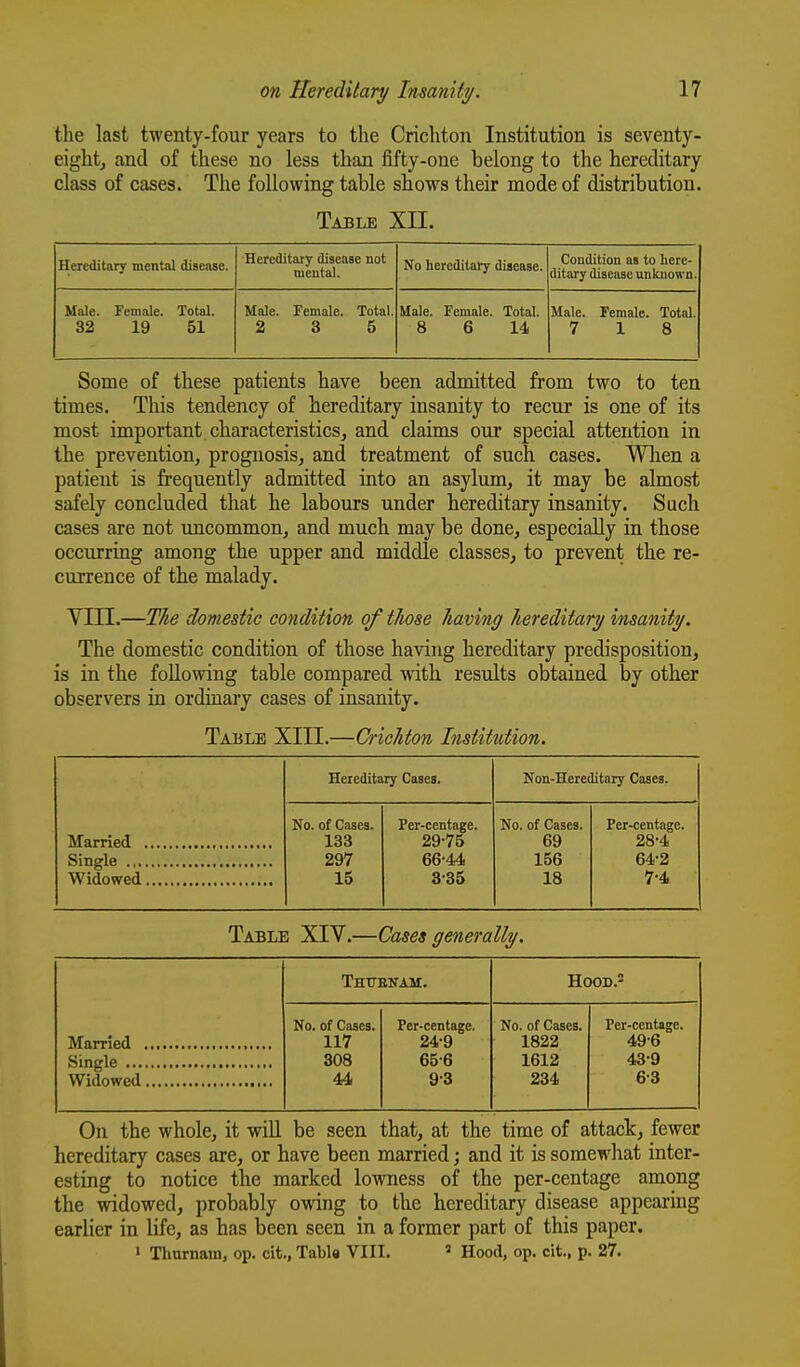 on Hereditary Insanity. 17
the last twenty-four years to the Crichton Institution is seventy-
eight, and of these no less than fifty-one belong to the hereditary
class of cases. The following table shows their mode of distribution.
Table XII.
Hereditary mental disease. Hereditary disease not mental. No hereditary disease. Condition as to here-ditary disease unknown.
Male. Female. Total. Male. Female. Total. Male. Female. Total. Male. Female. Total.
32 19 51 2 3 5 8 6 14 7 1 8
Some of these patients have been admitted from two to ten
times. This tendency of hereditary insanity to recur is one of its
most important characteristics, and claims our special attention in
the prevention, prognosis, and treatment of such cases. When a
patient is frequently admitted into an asylum, it may be almost
safely concluded that he labours under hereditary insanity. Such
cases are not uncommon, and much may be done, especially in those
occurring among the upper and middle classes, to prevent the re-
currence of the malady.
VIII.—The domestic condition of those having hereditary insanity.
The domestic condition of those having hereditary predisposition,
is in the following table compared with results obtained by other
observers in ordinary cases of insanity.
Table XIII.—Crichton Institution.
Hereditary Cases. Non-Hereditary Cases.
No. of Cases. Per-centage. No. of Cases. Per-centage.
Married ........................ 133 29·75 69 28·4
Single ........................... 297 66·44 156 64·2
Widowed ........................ 15 3·35 18 7·4
Table XIV.—Cases generally.
Thurnam. Hood.²
No. of Cases. Per-centage. No. of Cases. Per-centage.
Married ........................ 117 24·9 1822 49·6
Single ........................... 308 65·6 1612 43·9
Widowed ........................ 44 9·3 234 6·3
On the whole, it will be seen that, at the time of attack, fewer
hereditary cases are, or have been married; and it is somewhat inter-
esting to notice the marked lowness of the per-centage among
the widowed, probably owing to the hereditary disease appearing
earlier in life, as has been seen in a former part of this paper.
¹ Thurnam, op. cit., Table VIII. ² Hood, op. cit., p. 27.